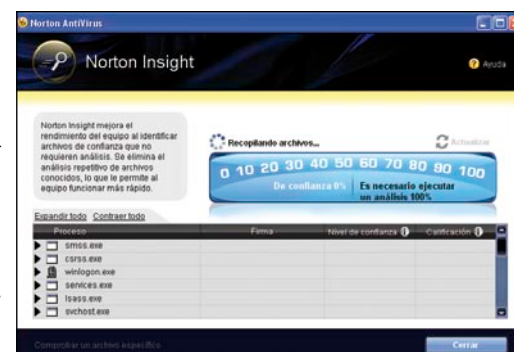 Norton AntiVirus
Norton Insight
Ayuda
Norton Insight mejora el
rendimiento del equipo al identificar
archivos de confianza que no
requieren análisis. Se elimina el
análisis repetitivo de archivos
conocidos, lo que le permite al
equipo funcionar más rápido.
Recopilando archivos...
Actualizar
0 10 20 30 40 50 60 70 80 90 100
De confianza 0%
Es necesario ejecutar
un análisis 100%
Expandir todo Contraer todo
Proceso Firma Nivel de confianza Calificación
smss.exe
csrss.exe
winlogon.exe
services.exe
lsass.exe
svchost.exe
Comprobar un archivo específico
Cerrar